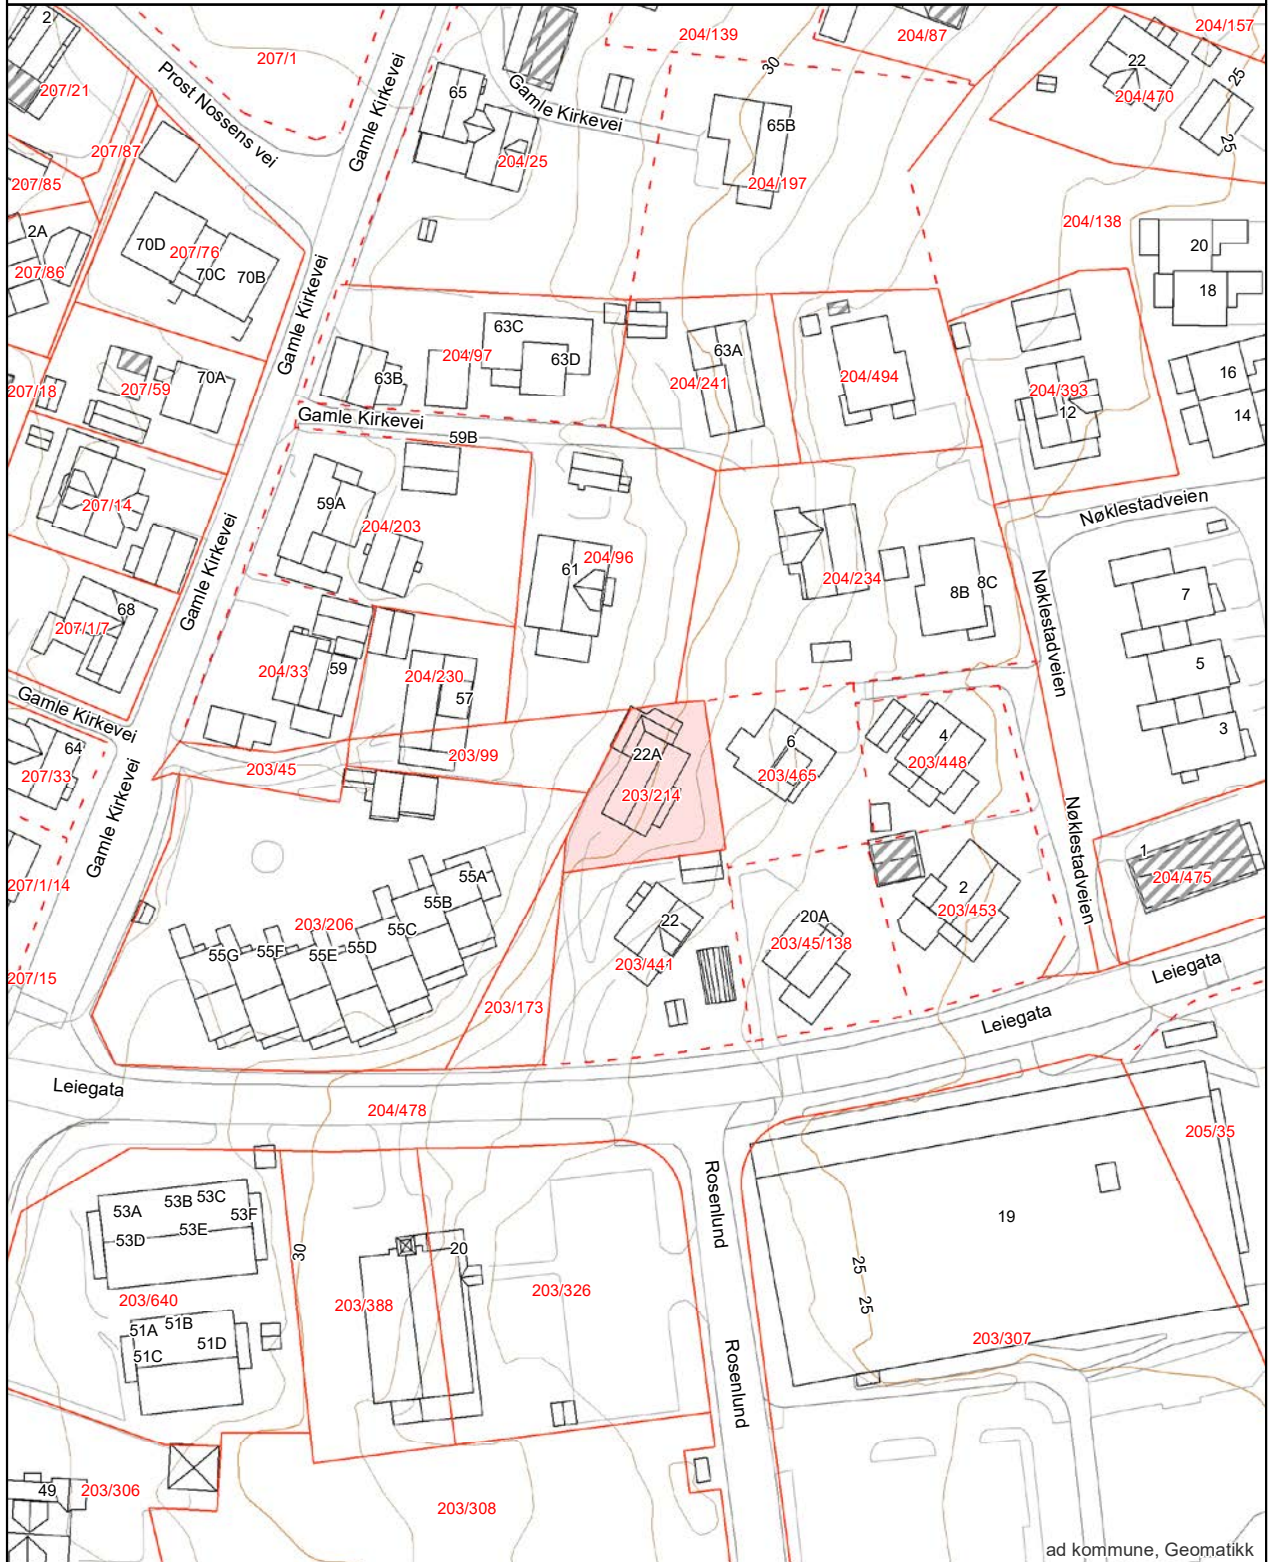 2
207/1
204/139
204/87
204/157
Prost Nossens vei
Gamle Kirkevei
65
Gamle Kirkevei
30
22
204/470
25
25
207/21
65B
207/87
204/25
204/197
207/85
2A
207/86
70D
207/76
70C
70B
204/138
20
18
Gamle Kirkevei
63C
204/97
63D
63B
63A
204/241
204/494
204/393
12
16
14
207/18
207/59
70A
Gamle Kirkevei
59B
207/14
59A
204/203
Nøklestadveien
Gamle Kirkevei
61
204/96
204/234
8B
8C
Nøklestadveien
7
68
207/1/7
204/33
59
204/230
57
5
3
Gamle Kirkevei
64
207/33
203/45
203/99
22A
203/214
6
203/465
4
203/448
Gamle Kirkevei
Nøklestadveien
1
204/475
207/1/14
55A
55B
55C
203/206
55D
55E
55F
55G
22
203/441
20A
203/45/138
2
203/453
207/15
203/173
Leiegata
Leiegata
Leiegata
204/478
205/35
Rosenlund
53A
53B
53C
53D
53E
53F
30
20
19
25
25
203/640
203/388
203/326
51A
51B
51C
51D
203/307
Rosenlund
49
203/306
203/308
ad kommune, Geomatikk